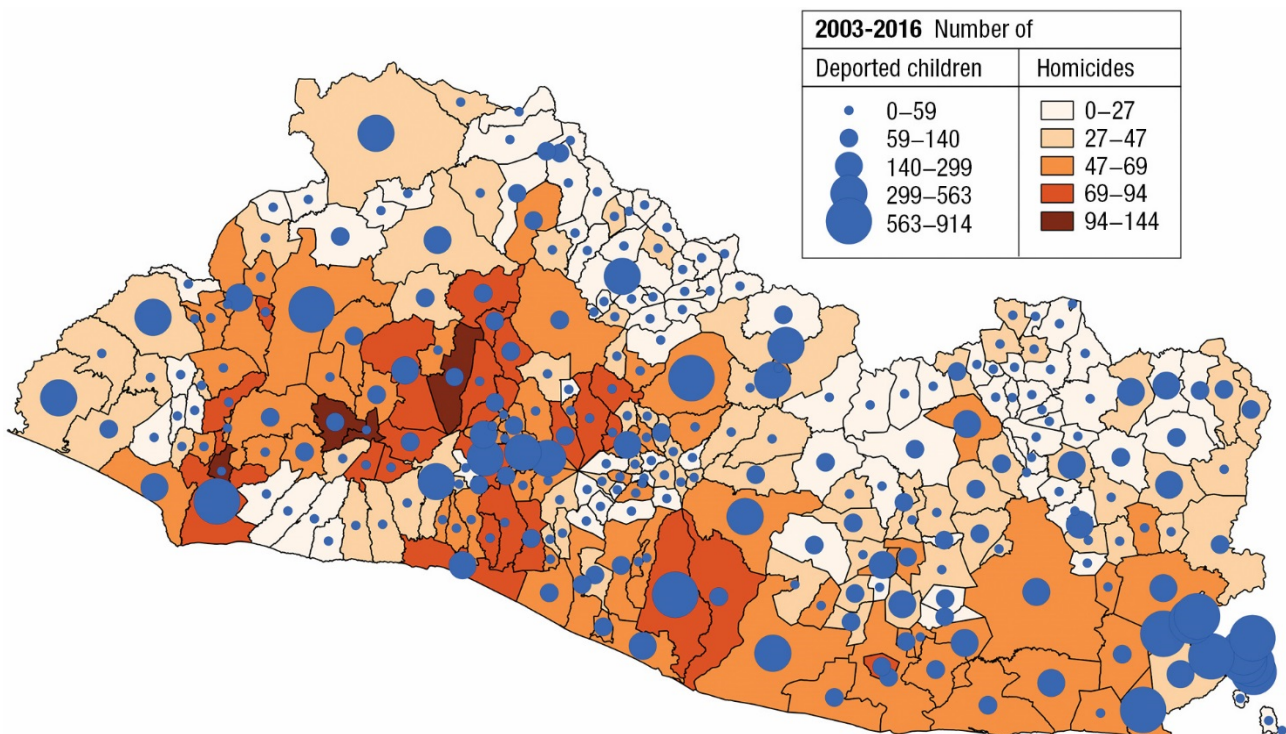 2003-2016 Number of
Deported children Homicides
0–59 0–27
59–140 27–47
140–299 47–69
299–563 69–94
563–914 94–144